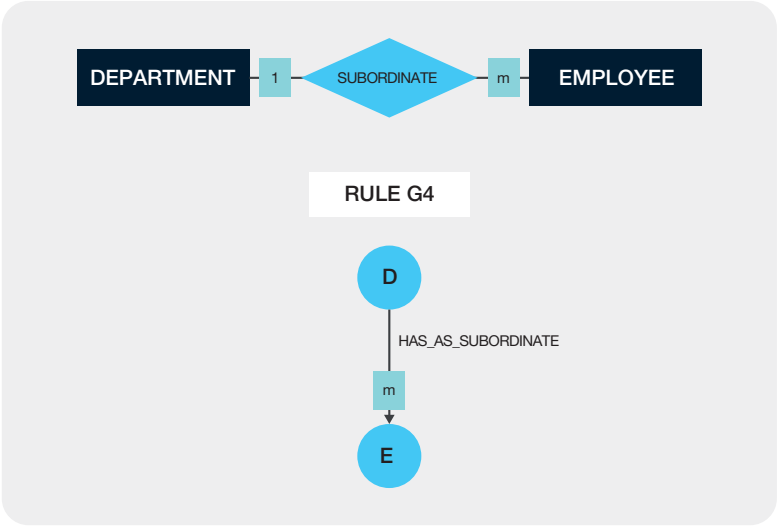 DEPARTMENT 1 SUBORDINATE m EMPLOYEE
RULE G4
D
HAS_AS_SUBORDINATE
m
E